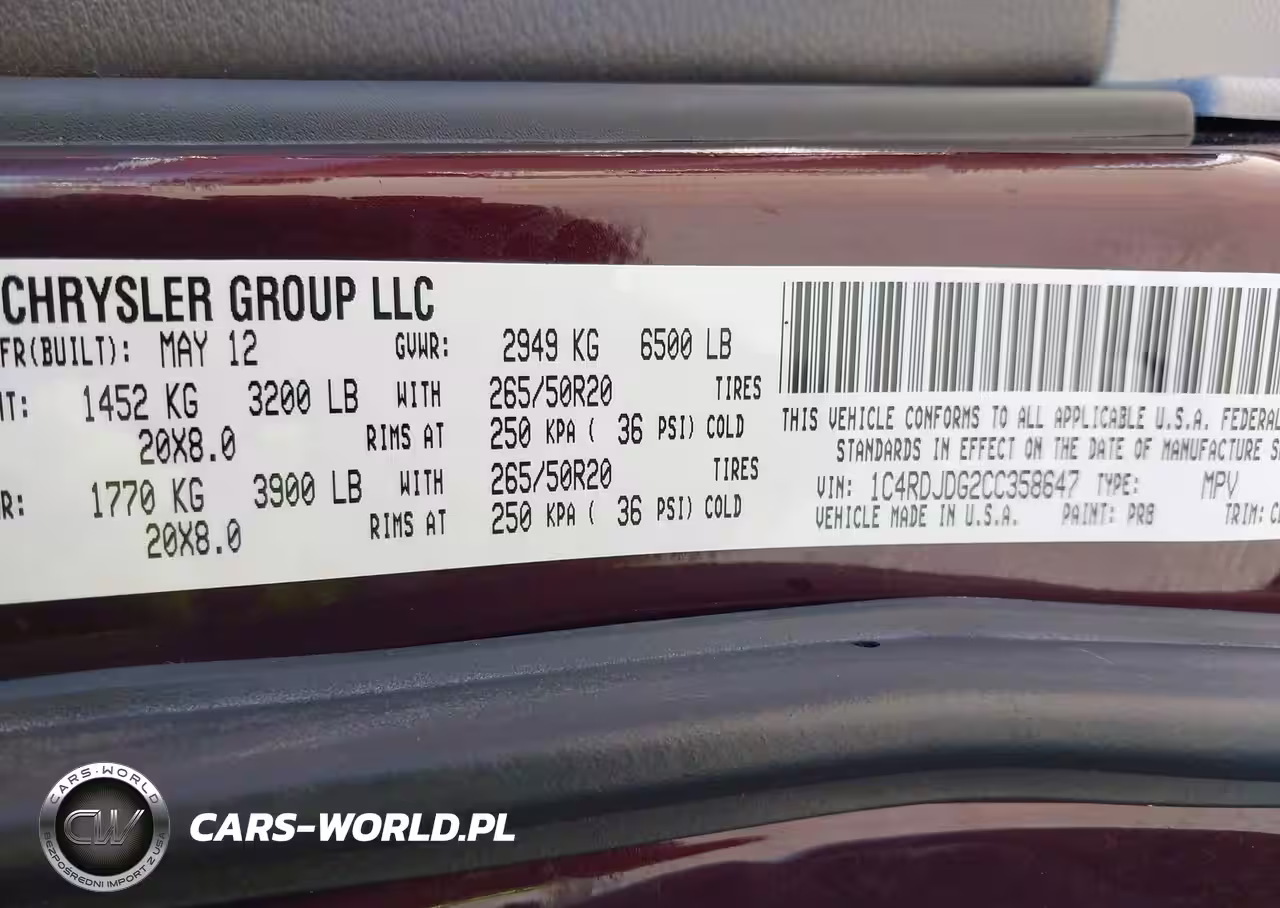 CHRYSLER GROUP LLC
FR(BUILT): MAY 12 GVWR: 2949 KG 6500 LB
NT: 1452 KG 3200 LB WITH 265/50R20 TIRES
20X8.0 RIMS AT 250 KPA ( 36 PSI) COLD
R: 1770 KG 3900 LB WITH 265/50R20 TIRES
20X8.0 RIMS AT 250 KPA ( 36 PSI) COLD
THIS VEHICLE CONFORMS TO ALL APPLICABLE U.S.A. FEDERAL
STANDARDS IN EFFECT ON THE DATE OF MANUFACTURE S
VIN: 1C4RDJDG2CC358647 TYPE: MPV
VEHICLE MADE IN U.S.A. PAINT: PR8 TRIM:
CARS-WORLD
CW
BEZPOŚREDNI IMPORT Z USA
CARS-WORLD.PL